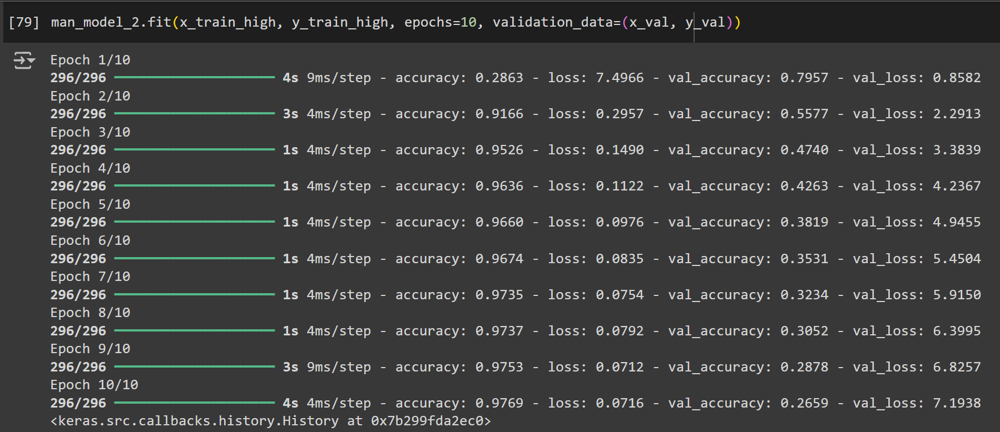 [79] man_model_2.fit(x_train_high, y_train_high, epochs=10, validation_data=(x_val, y_val))
Epoch 1/10
296/296 ━━━━━━━━━━━━━━━━━━━━ 4s 9ms/step - accuracy: 0.2863 - loss: 7.4966 - val_accuracy: 0.7957 - val_loss: 0.8582
Epoch 2/10
296/296 ━━━━━━━━━━━━━━━━━━━━ 3s 4ms/step - accuracy: 0.9166 - loss: 0.2957 - val_accuracy: 0.5577 - val_loss: 2.2913
Epoch 3/10
296/296 ━━━━━━━━━━━━━━━━━━━━ 1s 4ms/step - accuracy: 0.9526 - loss: 0.1490 - val_accuracy: 0.4740 - val_loss: 3.3839
Epoch 4/10
296/296 ━━━━━━━━━━━━━━━━━━━━ 1s 4ms/step - accuracy: 0.9636 - loss: 0.1122 - val_accuracy: 0.4263 - val_loss: 4.2367
Epoch 5/10
296/296 ━━━━━━━━━━━━━━━━━━━━ 1s 4ms/step - accuracy: 0.9660 - loss: 0.0976 - val_accuracy: 0.3819 - val_loss: 4.9455
Epoch 6/10
296/296 ━━━━━━━━━━━━━━━━━━━━ 1s 4ms/step - accuracy: 0.9674 - loss: 0.0835 - val_accuracy: 0.3531 - val_loss: 5.4504
Epoch 7/10
296/296 ━━━━━━━━━━━━━━━━━━━━ 1s 4ms/step - accuracy: 0.9735 - loss: 0.0754 - val_accuracy: 0.3234 - val_loss: 5.9150
Epoch 8/10
296/296 ━━━━━━━━━━━━━━━━━━━━ 1s 4ms/step - accuracy: 0.9737 - loss: 0.0792 - val_accuracy: 0.3052 - val_loss: 6.3995
Epoch 9/10
296/296 ━━━━━━━━━━━━━━━━━━━━ 3s 9ms/step - accuracy: 0.9753 - loss: 0.0712 - val_accuracy: 0.2878 - val_loss: 6.8257
Epoch 10/10
296/296 ━━━━━━━━━━━━━━━━━━━━ 4s 4ms/step - accuracy: 0.9769 - loss: 0.0716 - val_accuracy: 0.2659 - val_loss: 7.1938
<keras.src.callbacks.history.History at 0x7b299fda2ec0>